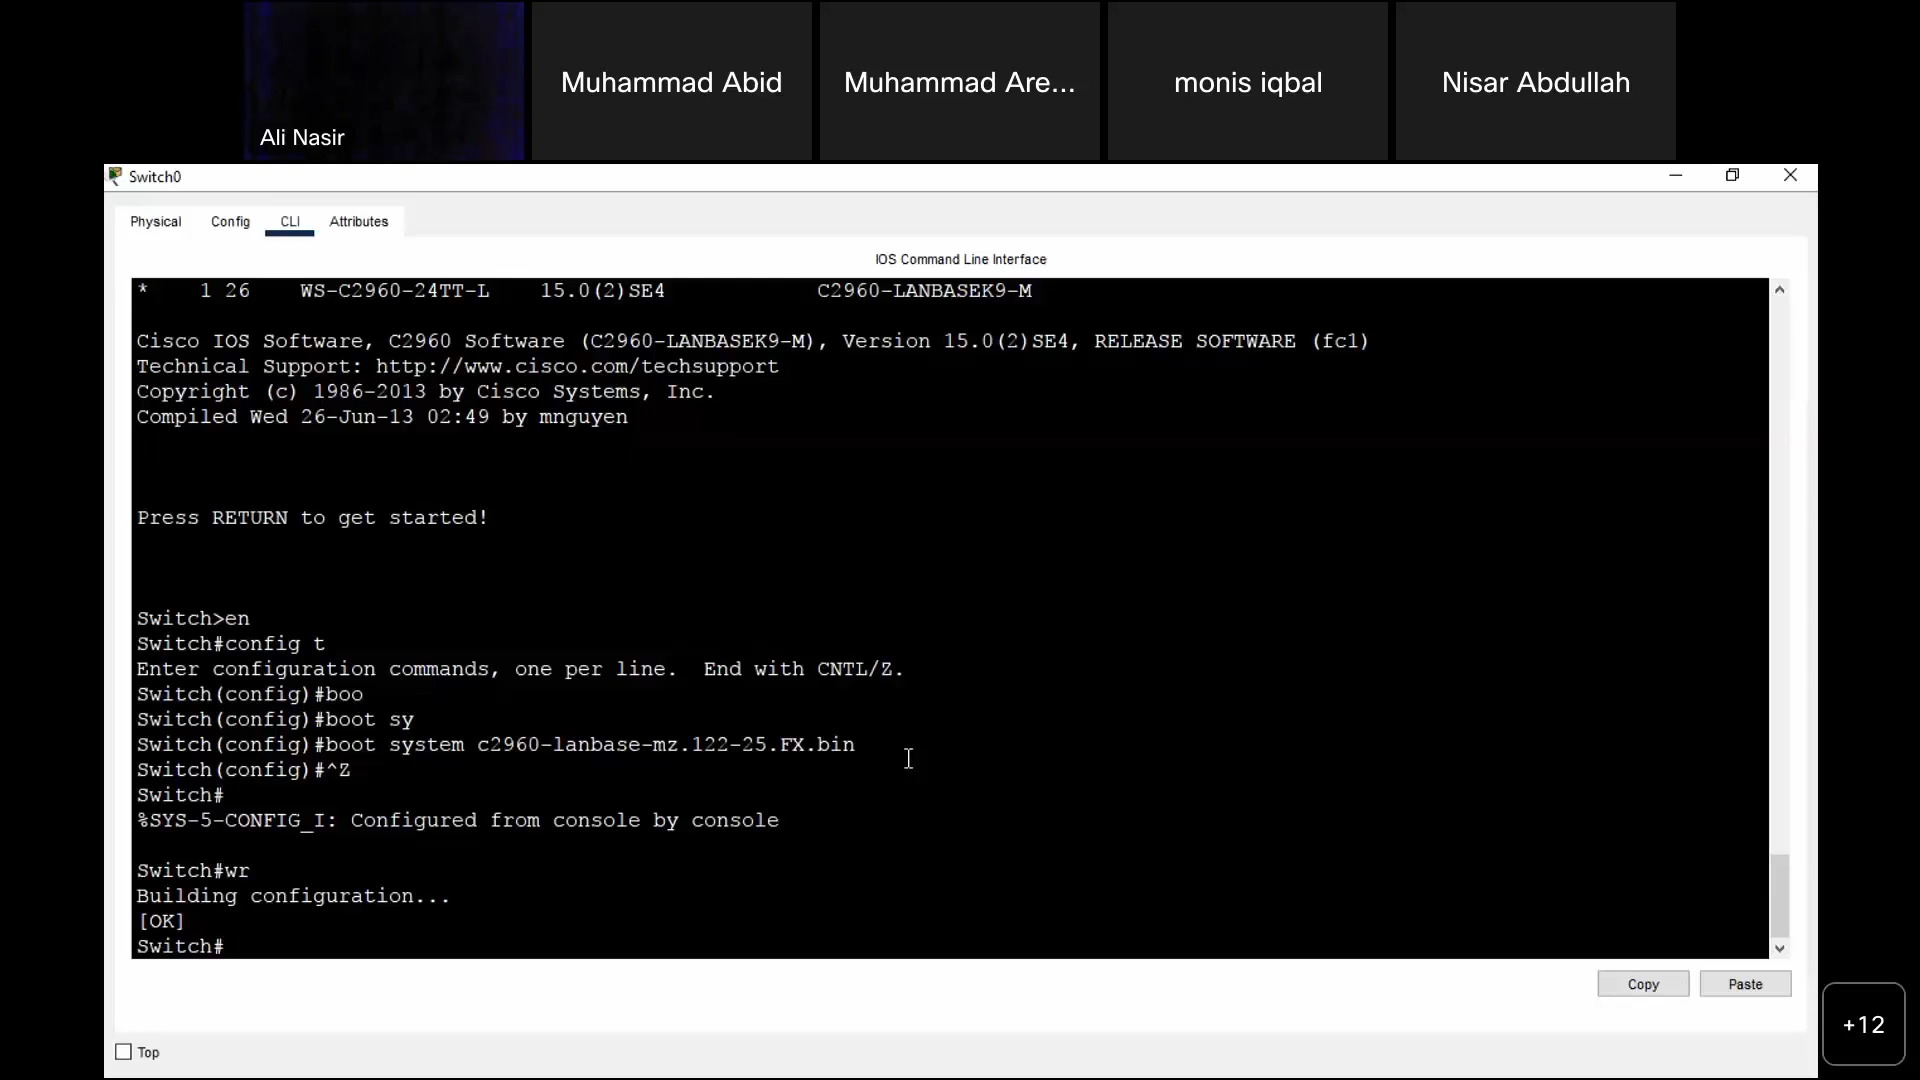 Ali Nasir
Muhammad Abid
Muhammad Are...
monis iqbal
Nisar Abdullah
Switch0
Physical Config CLI Attributes
IOS Command Line Interface
* 1 26 WS-C2960-24TT-L 15.0(2)SE4 C2960-LANBASEK9-M
Cisco IOS Software, C2960 Software (C2960-LANBASEK9-M), Version 15.0(2)SE4, RELEASE SOFTWARE (fc1)
Technical Support: http://www.cisco.com/techsupport
Copyright (c) 1986-2013 by Cisco Systems, Inc.
Compiled Wed 26-Jun-13 02:49 by mnguyen
Press RETURN to get started!
Switch>en
Switch#config t
Enter configuration commands, one per line. End with CNTL/Z.
Switch(config)#boo
Switch(config)#boot sy
Switch(config)#boot system c2960-lanbase-mz.122-25.FX.bin
Switch(config)#^Z
Switch#
%SYS-5-CONFIG_I: Configured from console by console
Switch#wr
Building configuration...
[OK]
Switch#
Copy Paste
+12
Top